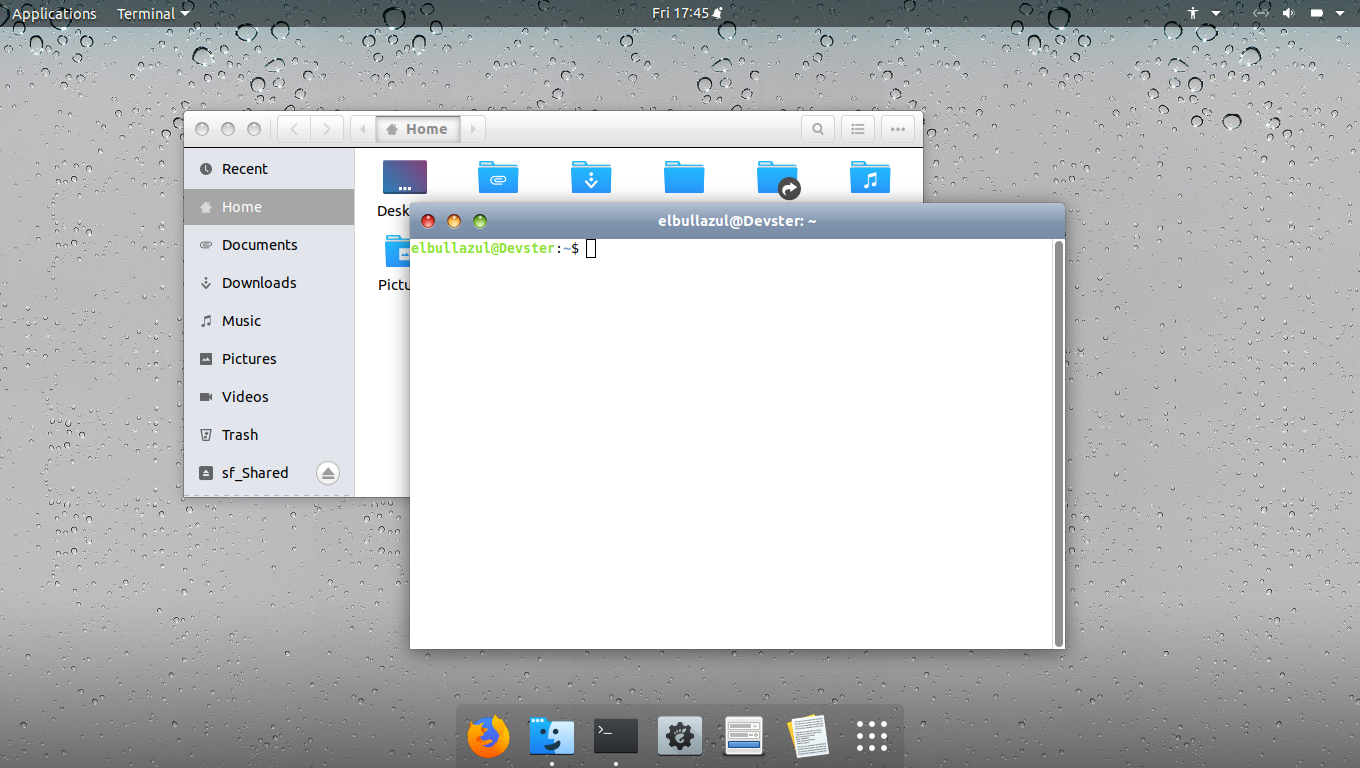 Applications Terminal Fri 17:45
Home
Recent
Home
Documents
Downloads
Music
Pictures
Videos
Trash
sf_Shared
Desk
Pictu
elbullazul@Devster: ~
elbullazul@Devster:~$
>_